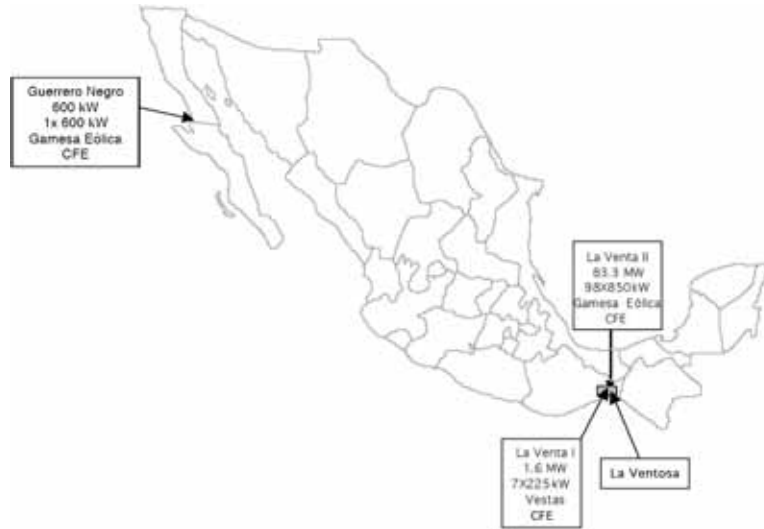 Guerrero Negro
600 kW
1x 600 kW
Gamesa Eólica
CFE
La Venta II
83.3 MW
98X850kW
Gamesa Eólica
CFE
La Venta I
1.6 MW
7X225kW
Vestas
CFE
La Ventosa